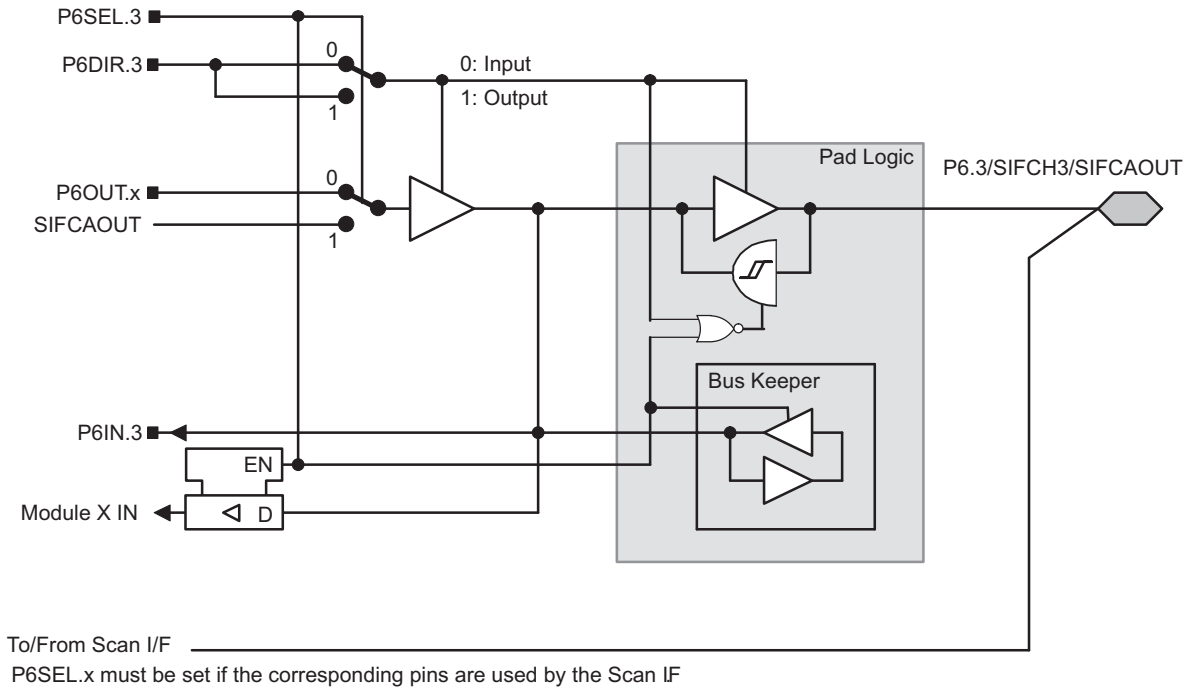 P6SEL.3
P6DIR.3
0
1
0: Input
1: Output
Pad Logic
P6.3/SIFCH3/SIFCAOUT
P6OUT.x
0
SIFCAOUT
1
Bus Keeper
P6IN.3
EN
Module X IN
D
To/From Scan I/F
P6SEL.x must be set if the corresponding pins are used by the Scan I/F